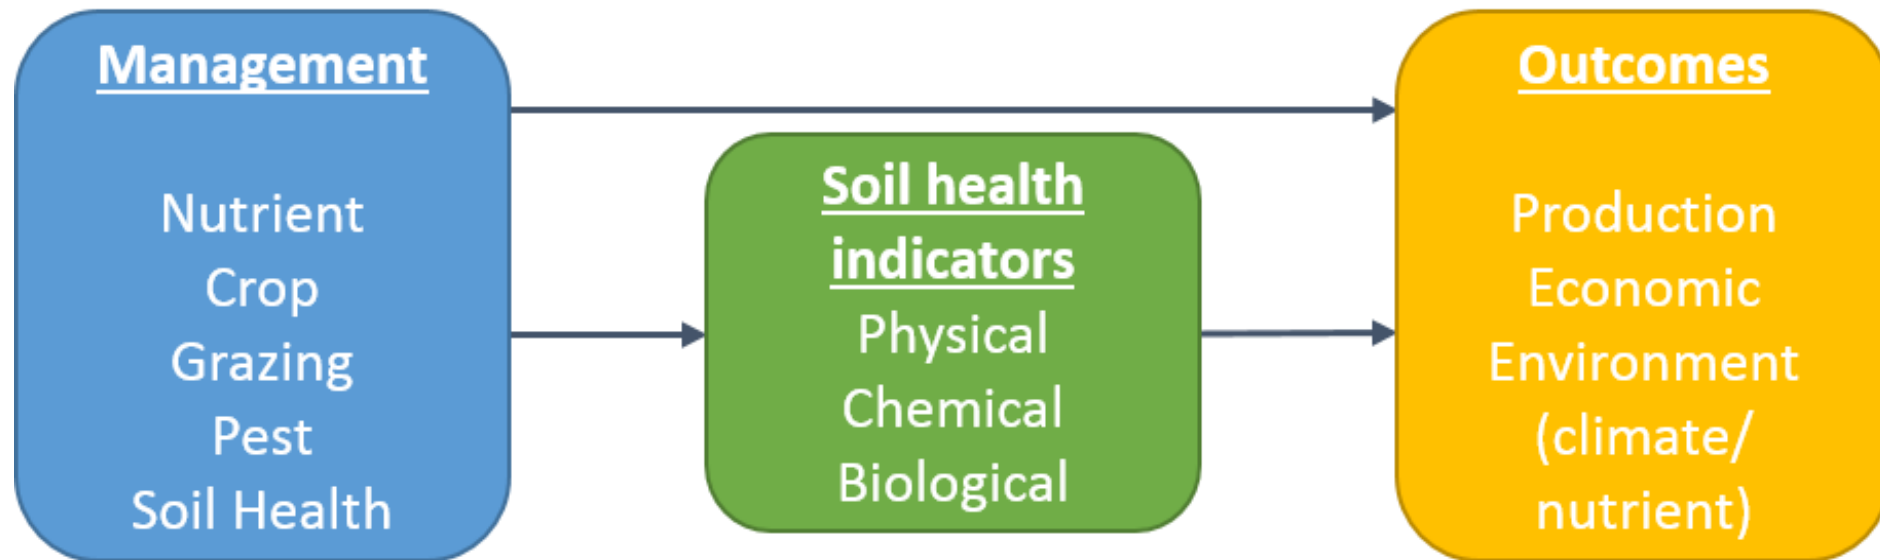 Management
Nutrient
Crop
Grazing
Pest
Soil Health
Soil health
indicators
Physical
Chemical
Biological
Outcomes
Production
Economic
Environment
(climate/
nutrient)